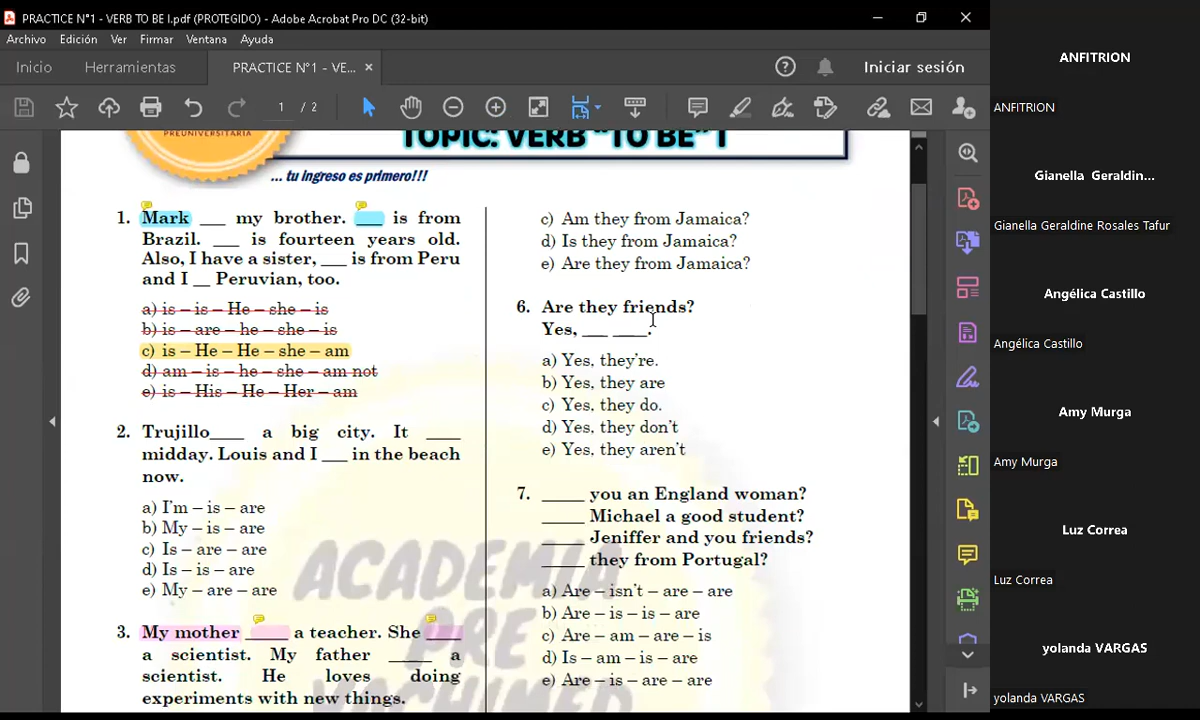 PRACTICE N°1 - VERB TO BE I.pdf (PROTEGIDO) - Adobe Acrobat Pro DC (32-bit)
Archivo Edición Ver Firmar Ventana Ayuda
Inicio Herramientas PRACTICE N°1 - VE... × Iniciar sesión
1 / 2
PREUNIVERSITARIA
TOPIC: VERB "TO BE" I
... tu ingreso es primero!!!
1. Mark ___ my brother. ___ is from
Brazil. ___ is fourteen years old.
Also, I have a sister, ___ is from Peru
and I __ Peruvian, too.
a) is – is – He – she – is
b) is – are – he – she – is
c) is – He – He – she – am
d) am – is – he – she – am not
e) is – His – He – Her – am
2. Trujillo____ a big city. It ____
midday. Louis and I ___ in the beach
now.
a) I'm – is – are
b) My – is – are
c) Is – are – are
d) Is – is – are
e) My – are – are
3. My mother ____ a teacher. She ____
a scientist. My father ____ a
scientist. He loves doing
experiments with new things.
c) Am they from Jamaica?
d) Is they from Jamaica?
e) Are they from Jamaica?
6. Are they friends?
Yes, ___ ____.
a) Yes, they're.
b) Yes, they are
c) Yes, they do.
d) Yes, they don't
e) Yes, they aren't
7. _____ you an England woman?
_____ Michael a good student?
_____ Jeniffer and you friends?
_____ they from Portugal?
a) Are – isn't – are – are
b) Are – is – is – are
c) Are – am – are – is
d) Is – am – is – are
e) Are – is – are – are
ACADEMIA
PRE
VACHIMED
ANFITRION
ANFITRION
Gianella Geraldin...
Gianella Geraldine Rosales Tafur
Angélica Castillo
Angélica Castillo
Amy Murga
Amy Murga
Luz Correa
Luz Correa
yolanda VARGAS
yolanda VARGAS